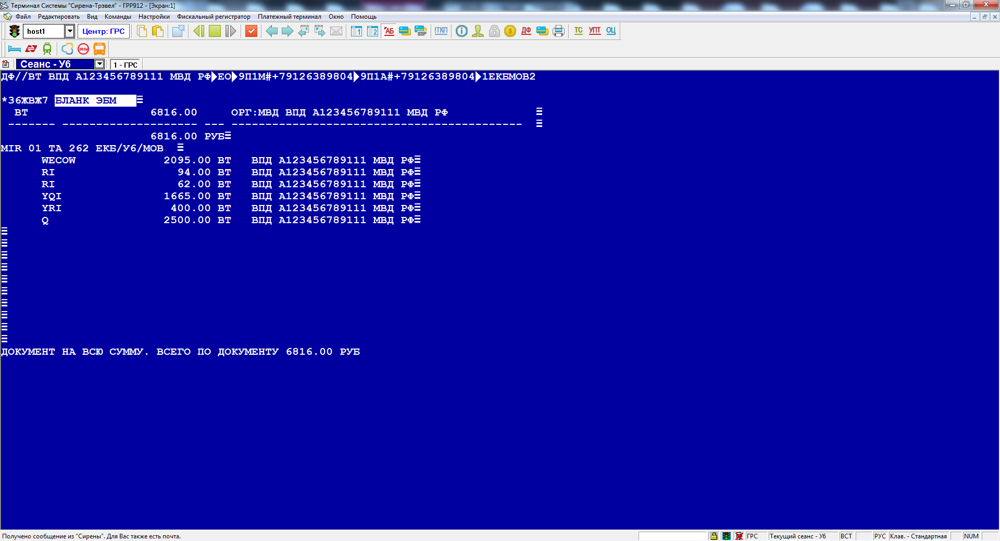 Терминал Системы "Сирена-Трэвел" - ГРР912 - [Экран:1]
Файл Редактировать Вид Команды Настройки Фискальный регистратор Платежный терминал Окно Помощь
host1 Центр: ГРС 1 2 АБ BSP !ТКП ДФ ТС УПТ ОЦ
ЗАЛЫ
Сеанс - У6 1 - ГРС
ДФ//ВТ ВПД А123456789111 МВД РФ▶ЕО▶9П1М#+79126389804▶9П1А#+79126389804▶1ЕКБМОВ2
*36ЖВЖ7 БЛАНК ЭБМ
ВТ 6816.00 ОРГ:МВД ВПД А123456789111 МВД РФ
------- -------------------- --- -------------------------------------------
6816.00 РУБ
MIR 01 ТА 262 ЕКБ/У6/МОВ
WECOW 2095.00 ВТ ВПД А123456789111 МВД РФ
RI 94.00 ВТ ВПД А123456789111 МВД РФ
RI 62.00 ВТ ВПД А123456789111 МВД РФ
YQI 1665.00 ВТ ВПД А123456789111 МВД РФ
YRI 400.00 ВТ ВПД А123456789111 МВД РФ
Q 2500.00 ВТ ВПД А123456789111 МВД РФ
ДОКУМЕНТ НА ВСЮ СУММУ. ВСЕГО ПО ДОКУМЕНТУ 6816.00 РУБ
Получено сообщение из "Сирены". Для Вас также есть почта. ГРС Текущий сеанс - У6 ВСТ РУС Клав. - Стандартная NUM